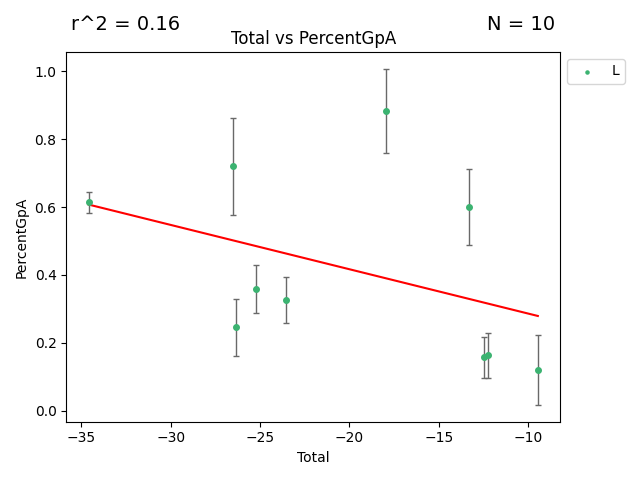 r^2 = 0.16
N = 10
Total vs PercentGpA
L
PercentGpA
1.0
0.8
0.6
0.4
0.2
0.0
−35 −30 −25 −20 −15 −10
Total